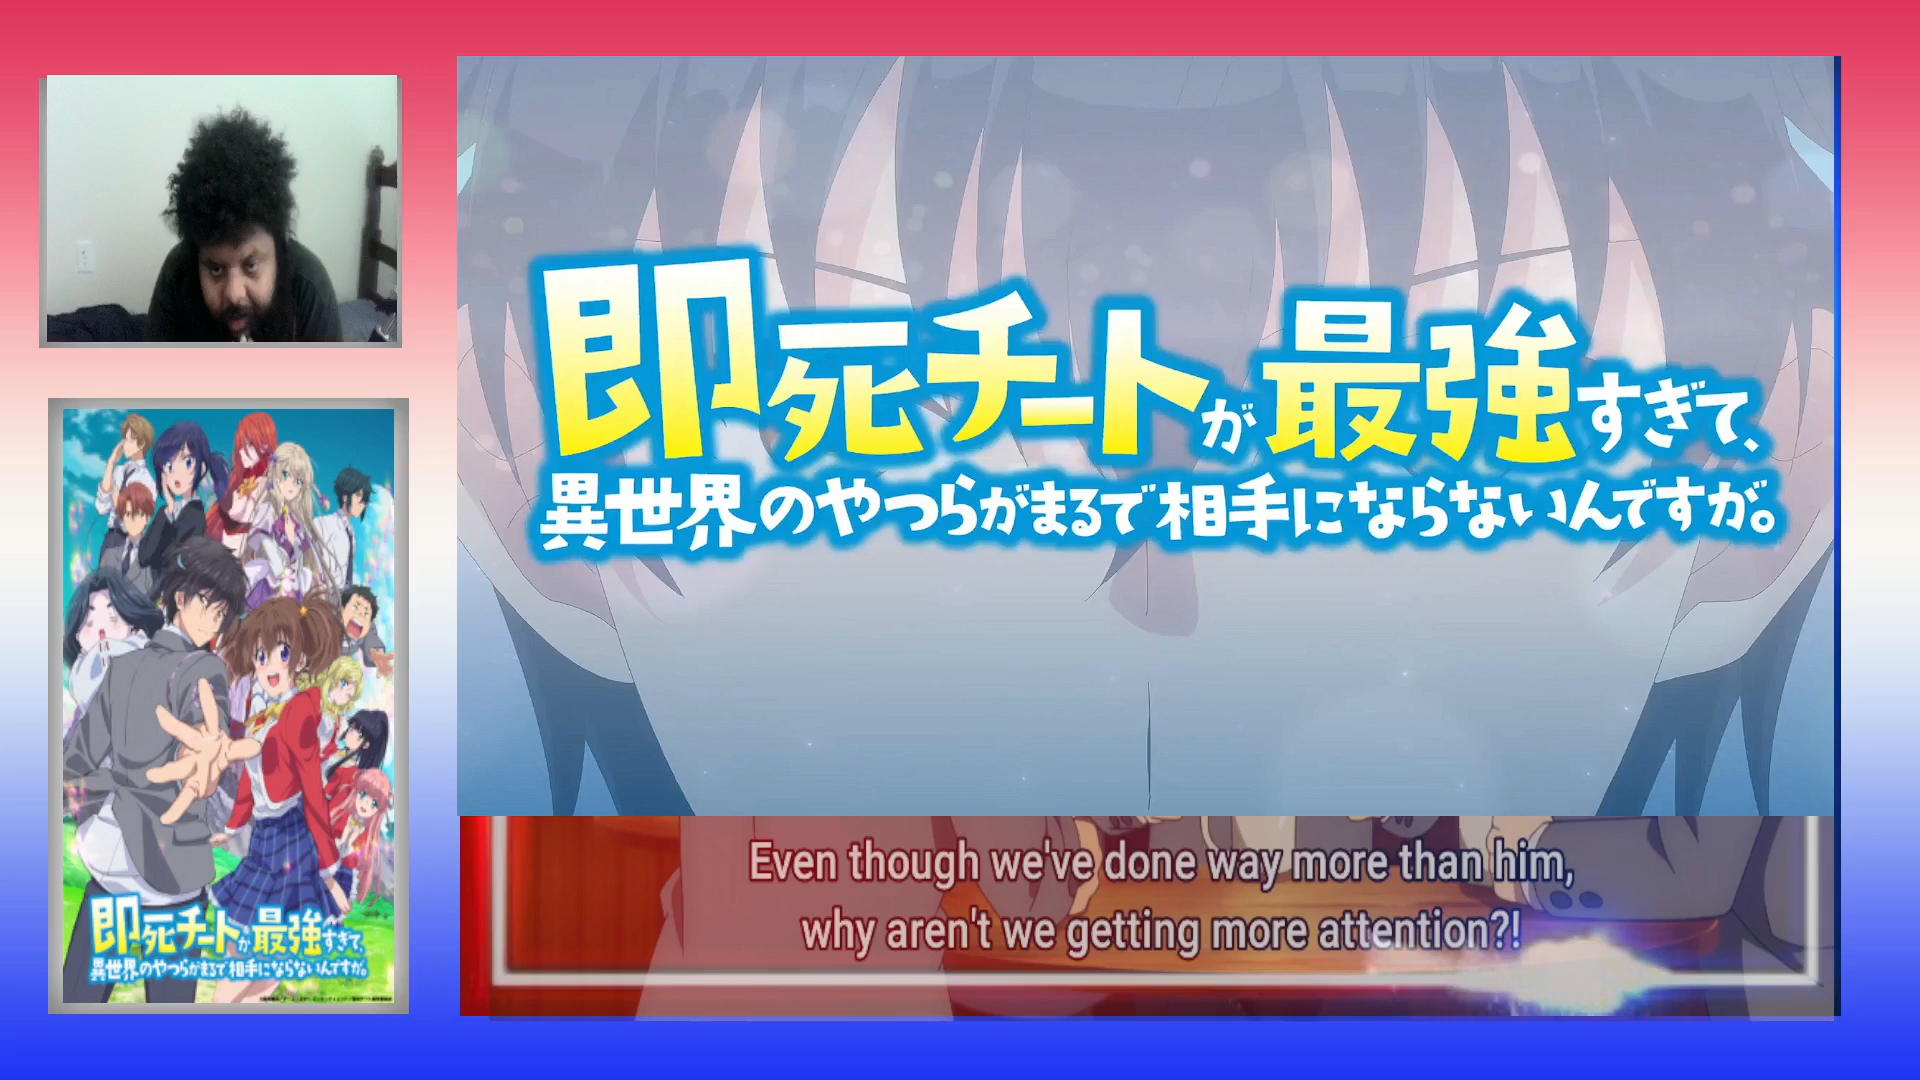 即死チートが最強すぎて、
異世界のやつらがまるで相手にならないんですが。
Even though we've done way more than him,
why aren't we getting more attention?!
即死チートが最強すぎて、
異世界のやつらがまるで相手にならないんですが。